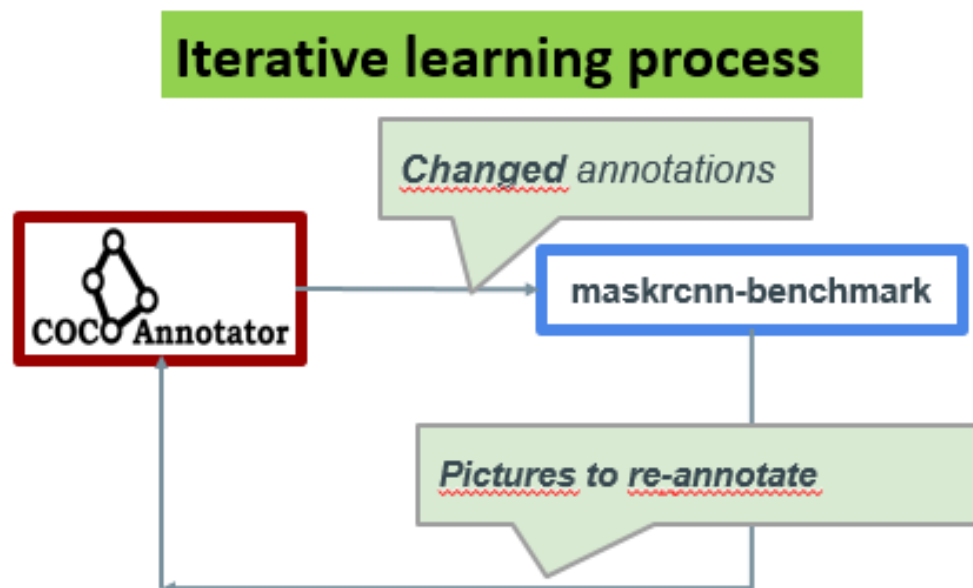 Iterative learning process
Changed annotations
COCO Annotator
maskrcnn-benchmark
Pictures to re-annotate